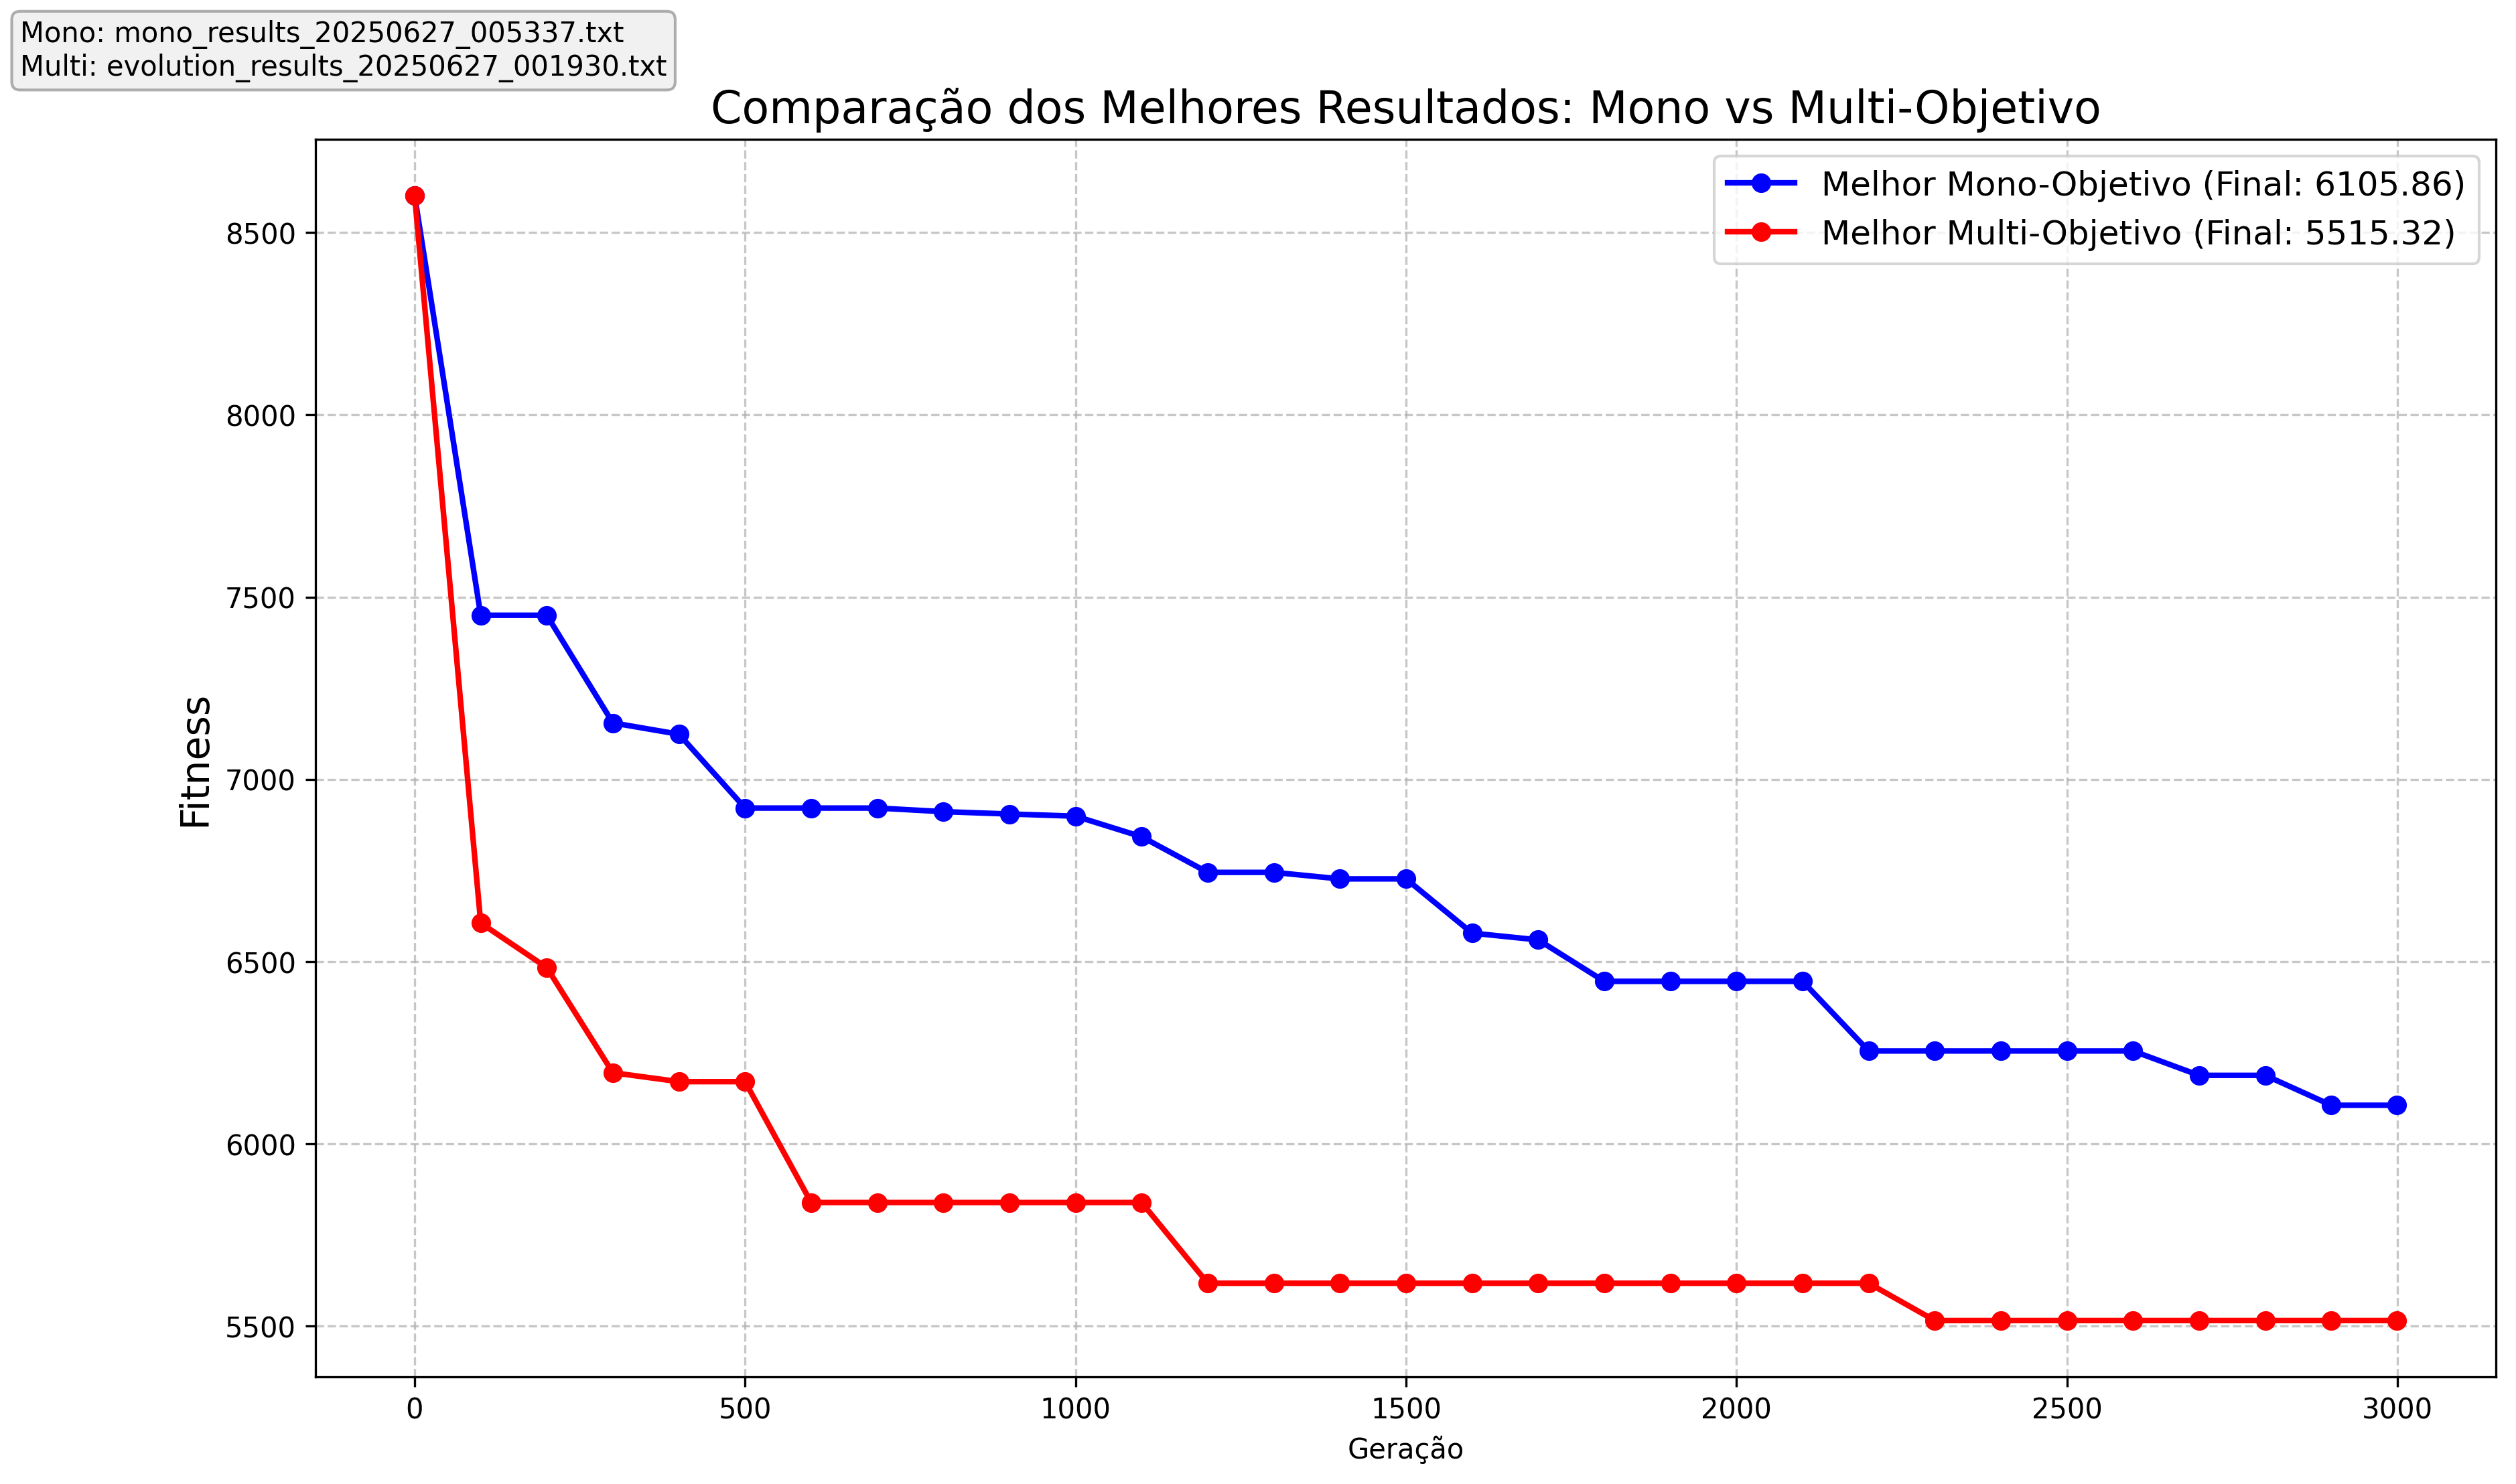 Mono: mono_results_20250627_005337.txt
Multi: evolution_results_20250627_001930.txt
Comparação dos Melhores Resultados: Mono vs Multi-Objetivo
Melhor Mono-Objetivo (Final: 6105.86)
Melhor Multi-Objetivo (Final: 5515.32)
8500
8000
7500
7000
6500
6000
5500
Fitness
0 500 1000 1500 2000 2500 3000
Geração